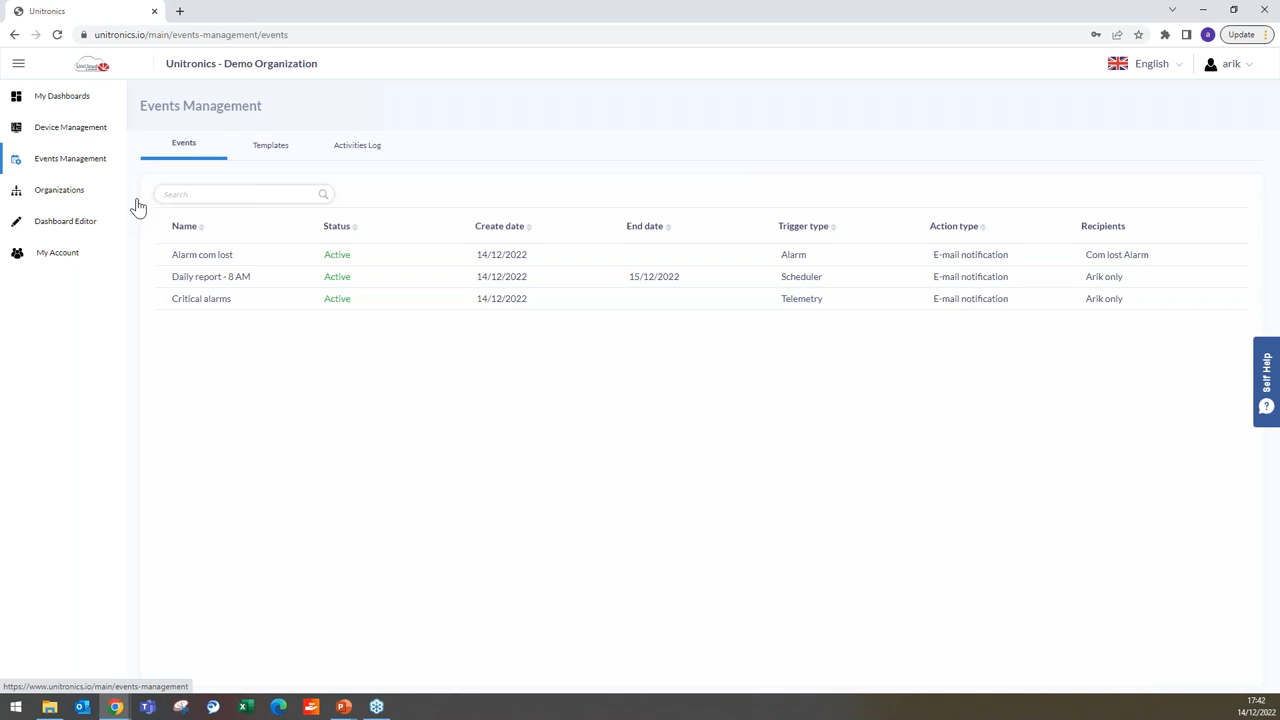 Unitronics
unitronics.io/main/events-management/events
a
Update
UniCloud
Unitronics - Demo Organization
English
arik
My Dashboards
Device Management
Events Management
Organizations
Dashboard Editor
My Account
Events Management
Events
Templates
Activities Log
Search
Name Status Create date End date Trigger type Action type Recipients
Alarm com lost Active 14/12/2022 Alarm E-mail notification Com lost Alarm
Daily report - 8 AM Active 14/12/2022 15/12/2022 Scheduler E-mail notification Arik only
Critical alarms Active 14/12/2022 Telemetry E-mail notification Arik only
Self Help
?
https://www.unitronics.io/main/events-management
17:42
14/12/2022